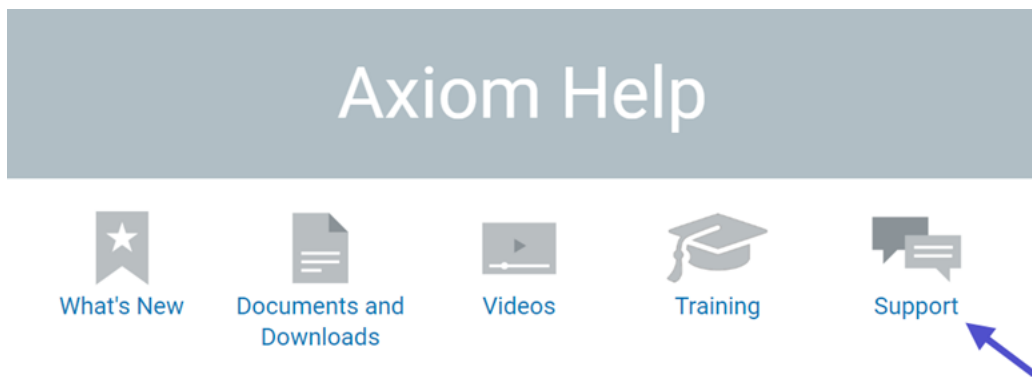 Axiom Help
What's New
Documents and
Downloads
Videos
Training
Support